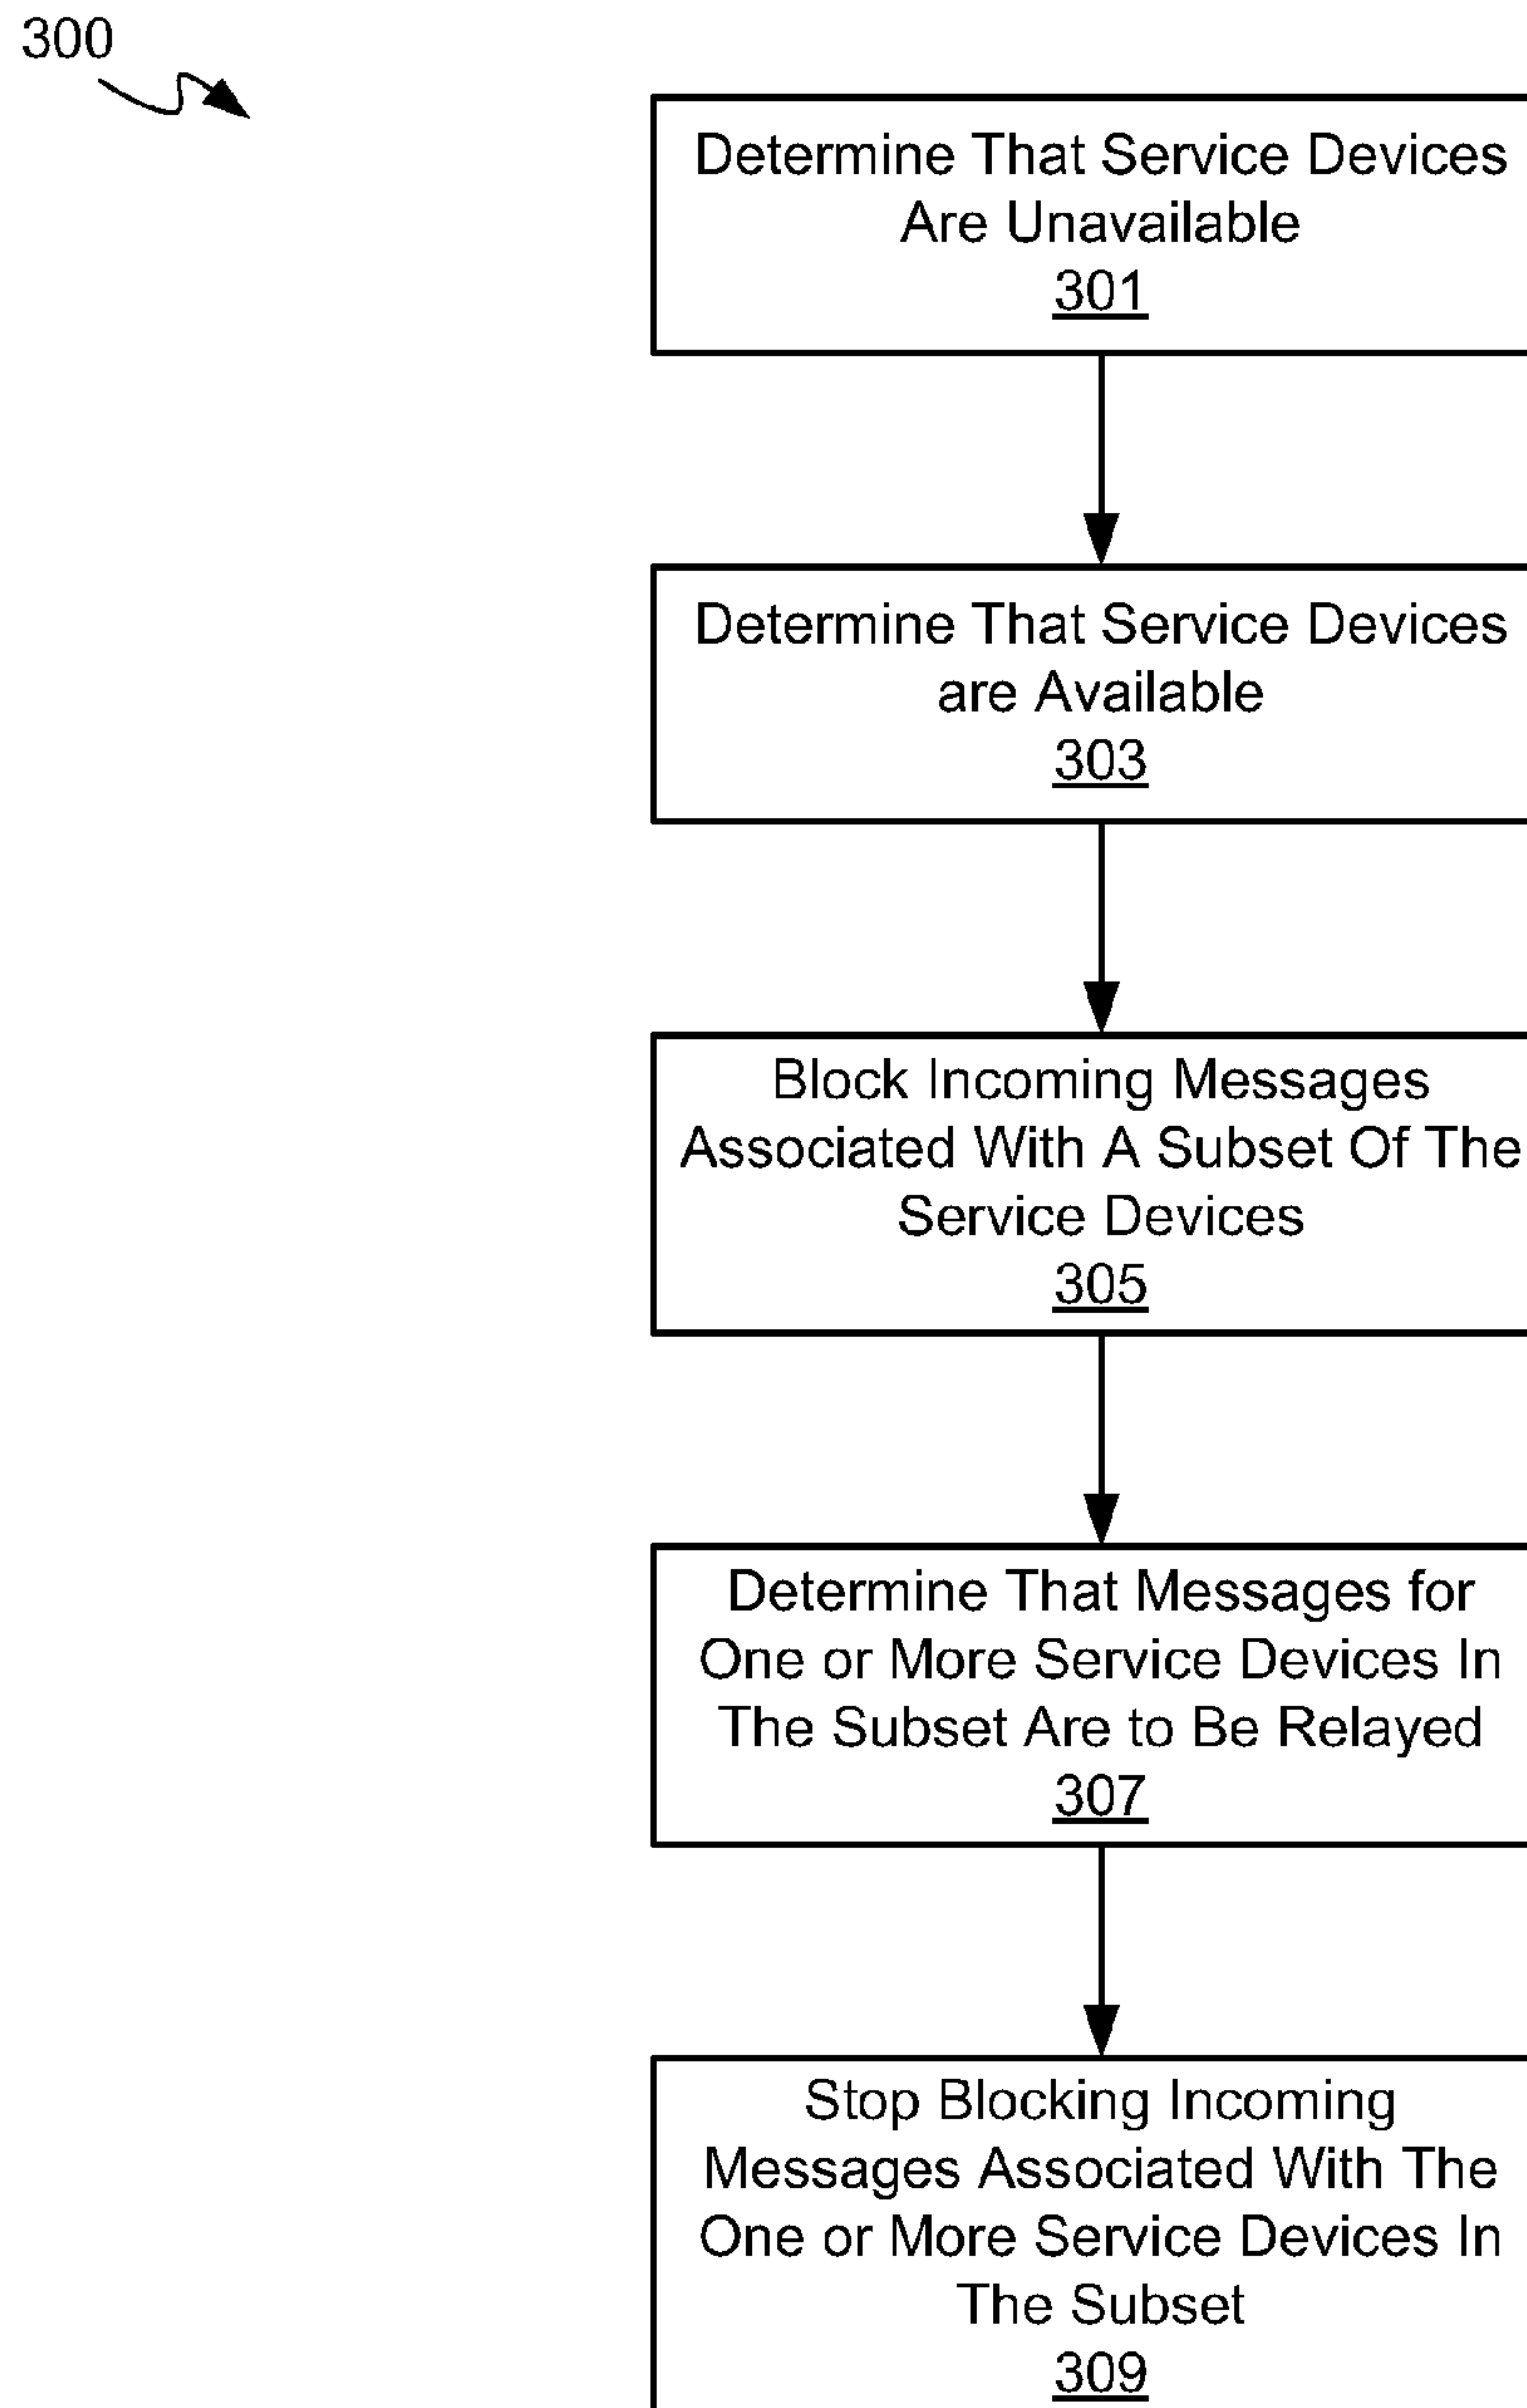 300
Determine That Service Devices
Are Unavailable
301
Determine That Service Devices
are Available
303
Block Incoming Messages
Associated With A Subset Of The
Service Devices
305
Determine That Messages for
One or More Service Devices In
The Subset Are to Be Relayed
307
Stop Blocking Incoming
Messages Associated With The
One or More Service Devices In
The Subset
309